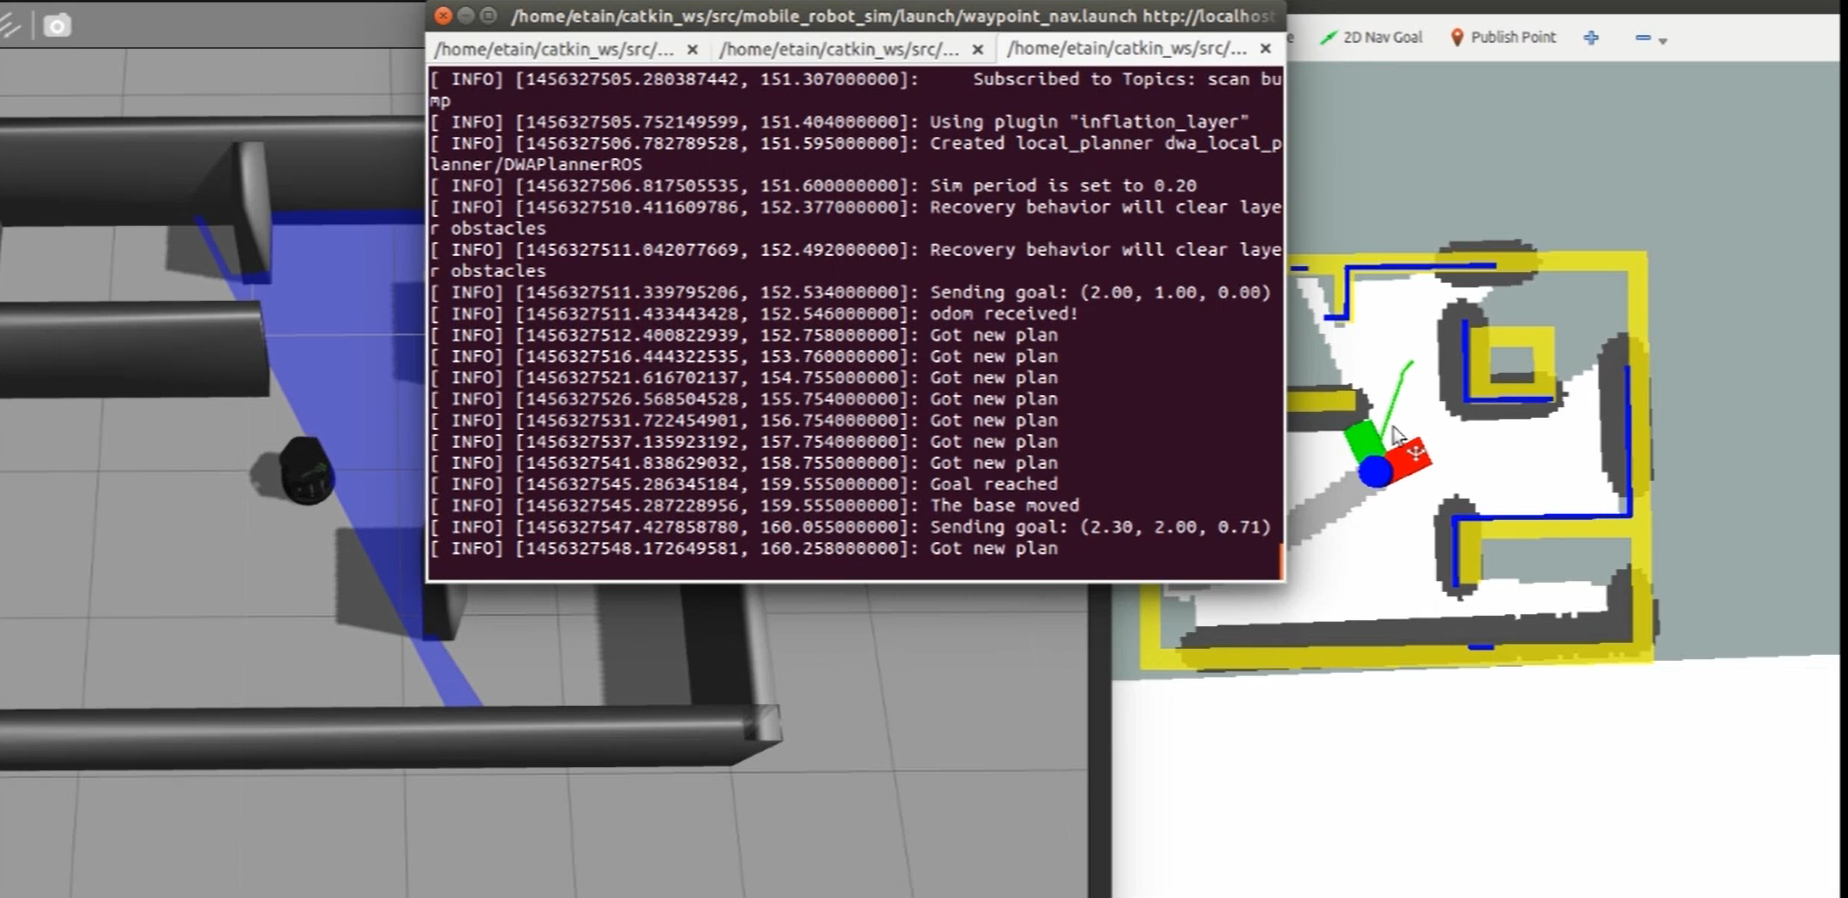 /home/etain/catkin_ws/src/mobile_robot_sim/launch/waypoint_nav.launch http://localhost
/home/etain/catkin_ws/src/... /home/etain/catkin_ws/src/... /home/etain/catkin_ws/src/...
2D Nav Goal Publish Point
[ INFO] [1456327505.280387442, 151.307000000]:     Subscribed to Topics: scan bu
mp
[ INFO] [1456327505.752149599, 151.404000000]: Using plugin "inflation_layer"
[ INFO] [1456327506.782789528, 151.595000000]: Created local_planner dwa_local_p
lanner/DWAPlannerROS
[ INFO] [1456327506.817505535, 151.600000000]: Sim period is set to 0.20
[ INFO] [1456327510.411609786, 152.377000000]: Recovery behavior will clear laye
r obstacles
[ INFO] [1456327511.042077669, 152.492000000]: Recovery behavior will clear laye
r obstacles
[ INFO] [1456327511.339795206, 152.534000000]: Sending goal: (2.00, 1.00, 0.00)
[ INFO] [1456327511.433443428, 152.546000000]: odom received!
[ INFO] [1456327512.400822939, 152.758000000]: Got new plan
[ INFO] [1456327516.444322535, 153.760000000]: Got new plan
[ INFO] [1456327521.616702137, 154.755000000]: Got new plan
[ INFO] [1456327526.568504528, 155.754000000]: Got new plan
[ INFO] [1456327531.722454901, 156.754000000]: Got new plan
[ INFO] [1456327537.135923192, 157.754000000]: Got new plan
[ INFO] [1456327541.838629032, 158.755000000]: Got new plan
[ INFO] [1456327545.286345184, 159.555000000]: Goal reached
[ INFO] [1456327545.287228956, 159.555000000]: The base moved
[ INFO] [1456327547.427858780, 160.055000000]: Sending goal: (2.30, 2.00, 0.71)
[ INFO] [1456327548.172649581, 160.258000000]: Got new plan